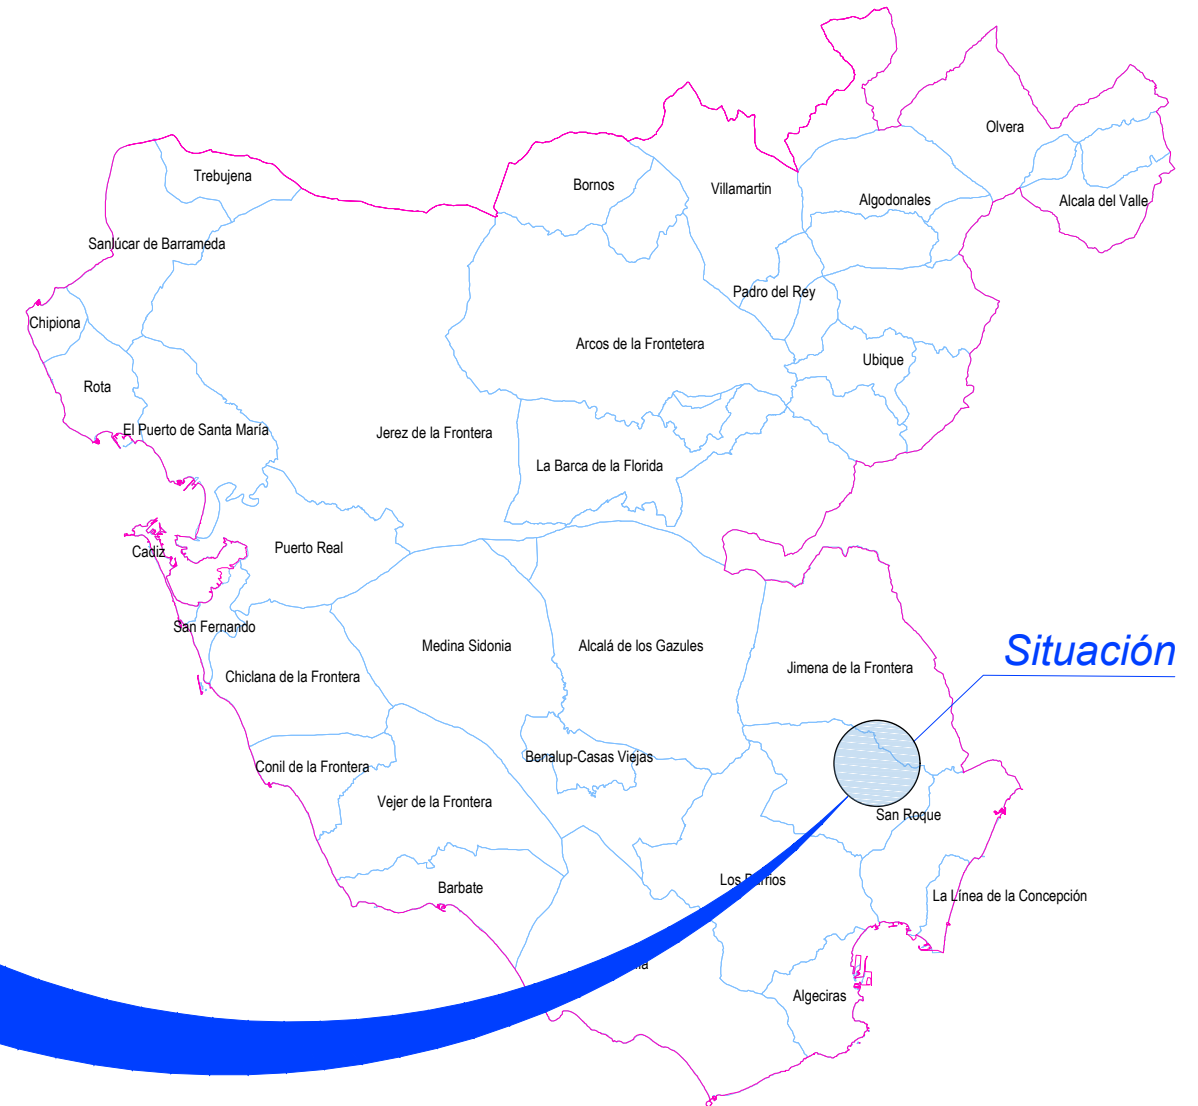 Olvera
Trebujena
Bornos
Villamartin
Algodonales
Alcala del Valle
Sanlúcar de Barrameda
Padro del Rey
Chipiona
Arcos de la Frontetera
Ubique
Rota
El Puerto de Santa María
Jerez de la Frontera
La Barca de la Florida
Cadiz
Puerto Real
San Fernando
Medina Sidonia
Alcalá de los Gazules
Situación
Chiclana de la Frontera
Jimena de la Frontera
Benalup-Casas Viejas
Conil de la Frontera
Vejer de la Frontera
San Roque
Los Barrios
Barbate
La Línea de la Concepción
Algeciras